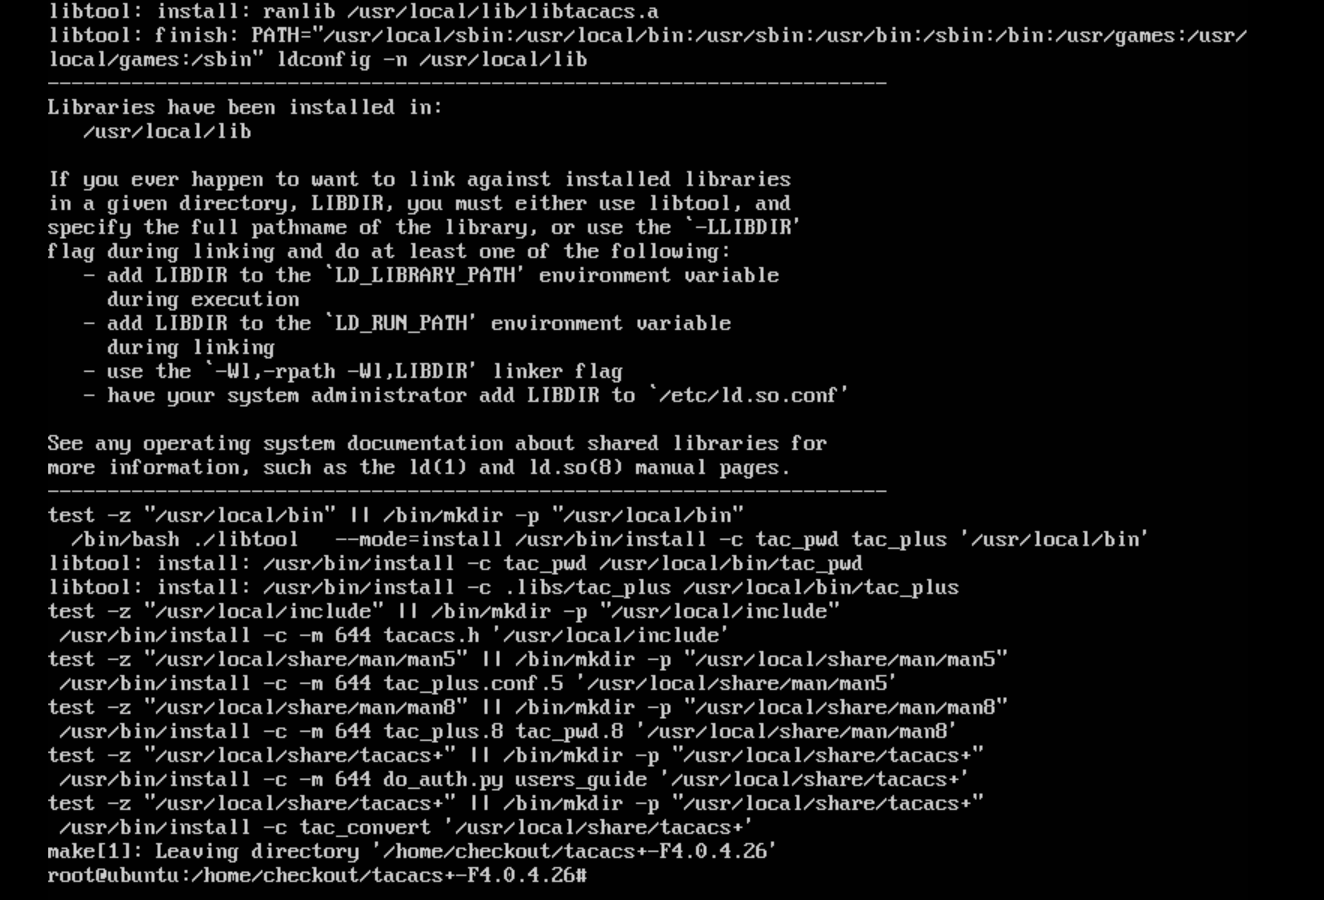 libtool: install: ranlib /usr/local/lib/libtacacs.a
libtool: finish: PATH="/usr/local/sbin:/usr/local/bin:/usr/sbin:/usr/bin:/sbin:/bin:/usr/games:/usr/
local/games:/sbin" ldconfig -n /usr/local/lib
----------------------------------------------------------------------
Libraries have been installed in:
   /usr/local/lib

If you ever happen to want to link against installed libraries
in a given directory, LIBDIR, you must either use libtool, and
specify the full pathname of the library, or use the `-LLIBDIR'
flag during linking and do at least one of the following:
   - add LIBDIR to the `LD_LIBRARY_PATH' environment variable
     during execution
   - add LIBDIR to the `LD_RUN_PATH' environment variable
     during linking
   - use the `-Wl,-rpath -Wl,LIBDIR' linker flag
   - have your system administrator add LIBDIR to `/etc/ld.so.conf'

See any operating system documentation about shared libraries for
more information, such as the ld(1) and ld.so(8) manual pages.
----------------------------------------------------------------------
test -z "/usr/local/bin" || /bin/mkdir -p "/usr/local/bin"
  /bin/bash ./libtool   --mode=install /usr/bin/install -c tac_pwd tac_plus '/usr/local/bin'
libtool: install: /usr/bin/install -c tac_pwd /usr/local/bin/tac_pwd
libtool: install: /usr/bin/install -c .libs/tac_plus /usr/local/bin/tac_plus
test -z "/usr/local/include" || /bin/mkdir -p "/usr/local/include"
 /usr/bin/install -c -m 644 tacacs.h '/usr/local/include'
test -z "/usr/local/share/man/man5" || /bin/mkdir -p "/usr/local/share/man/man5"
 /usr/bin/install -c -m 644 tac_plus.conf.5 '/usr/local/share/man/man5'
test -z "/usr/local/share/man/man8" || /bin/mkdir -p "/usr/local/share/man/man8"
 /usr/bin/install -c -m 644 tac_plus.8 tac_pwd.8 '/usr/local/share/man/man8'
test -z "/usr/local/share/tacacs+" || /bin/mkdir -p "/usr/local/share/tacacs+"
 /usr/bin/install -c -m 644 do_auth.py users_guide '/usr/local/share/tacacs+'
test -z "/usr/local/share/tacacs+" || /bin/mkdir -p "/usr/local/share/tacacs+"
 /usr/bin/install -c tac_convert '/usr/local/share/tacacs+'
make[1]: Leaving directory '/home/checkout/tacacs+-F4.0.4.26'
root@ubuntu:/home/checkout/tacacs+-F4.0.4.26#